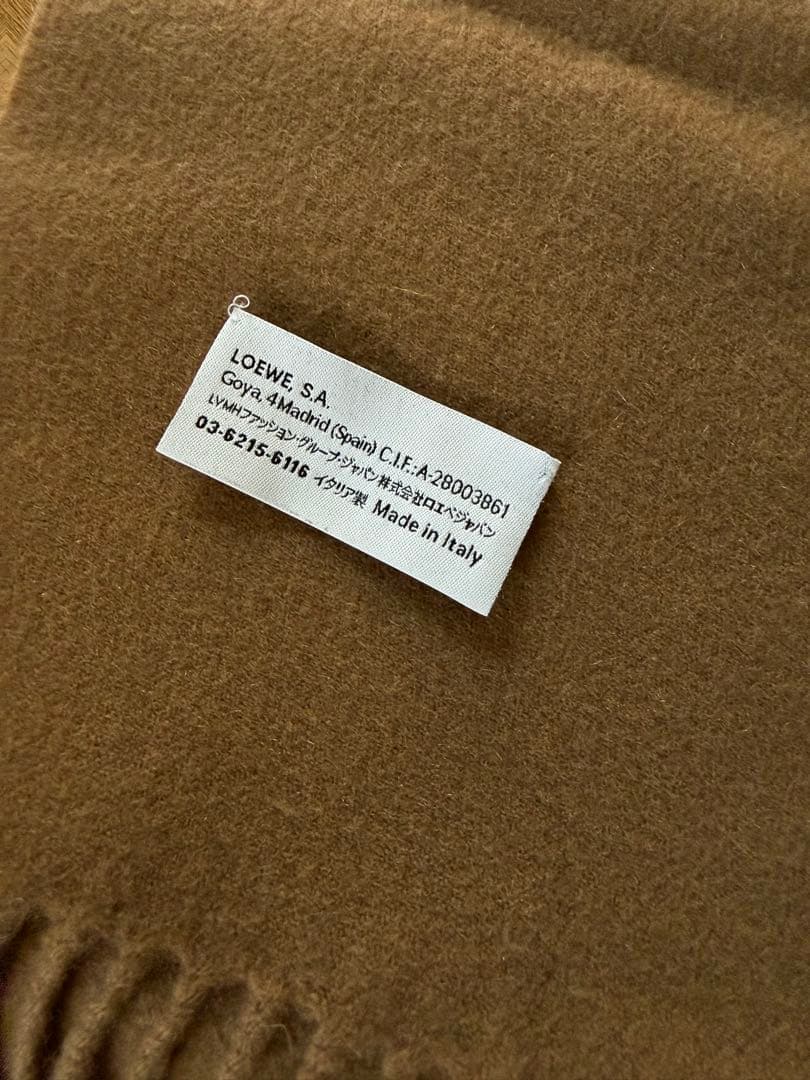 LOEWE, S.A.
Goya, 4 Madrid (Spain) C.I.F.: A-28003861
LVMHファッション・グループ・ジャパン株式会社ロエベジャパン
03-6215-6116 イタリア製 Made in Italy